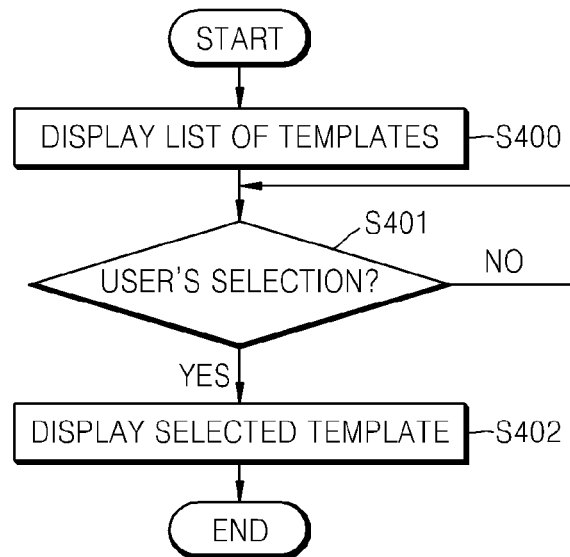 START
DISPLAY LIST OF TEMPLATES
S400
S401
USER'S SELECTION?
NO
YES
DISPLAY SELECTED TEMPLATE
S402
END